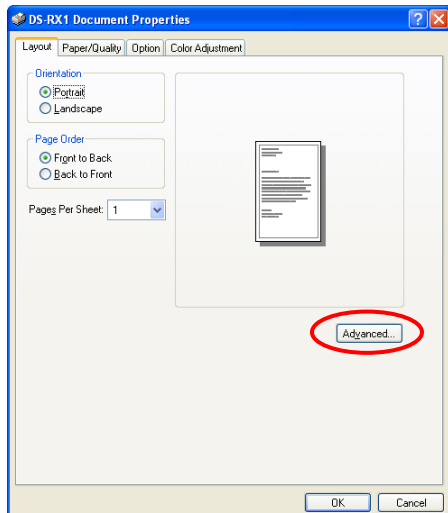 DS-RX1 Document Properties
Layout Paper/Quality Option Color Adjustment
Orientation
Portrait
Landscape
Page Order
Front to Back
Back to Front
Pages Per Sheet: 1
Advanced...
OK Cancel